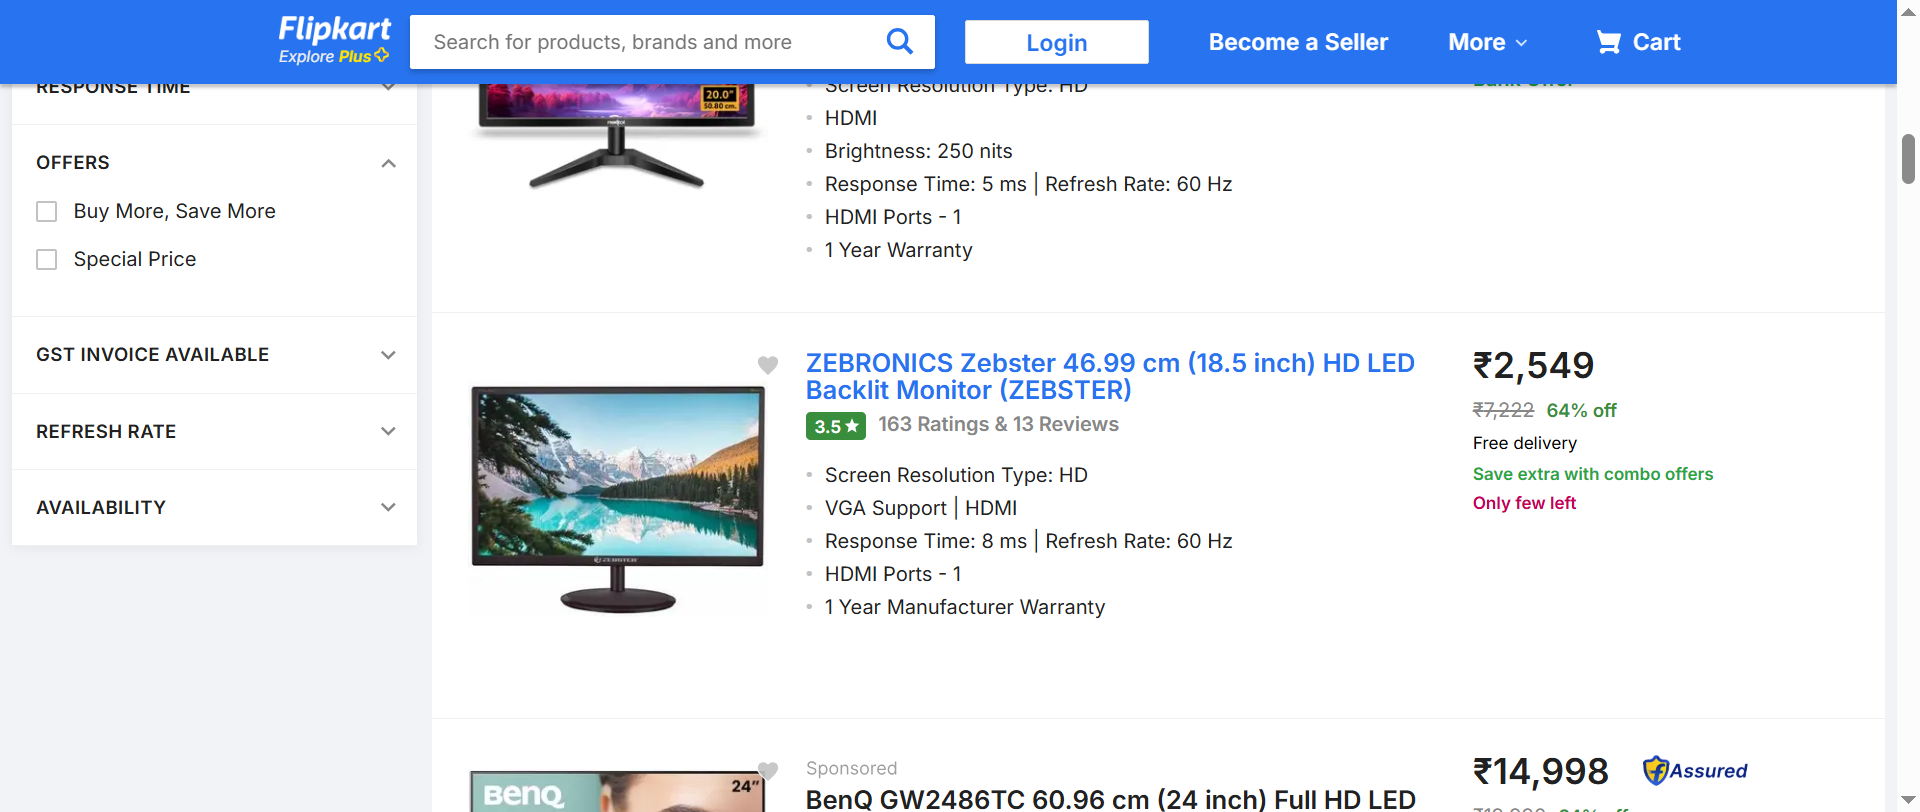 Flipkart
Explore Plus
Search for products, brands and more
Login
Become a Seller
More
Cart
RESPONSE TIME
OFFERS
Buy More, Save More
Special Price
GST INVOICE AVAILABLE
REFRESH RATE
AVAILABILITY
20.0"
50.80 cm.
Screen Resolution Type: HD
HDMI
Brightness: 250 nits
Response Time: 5 ms | Refresh Rate: 60 Hz
HDMI Ports - 1
1 Year Warranty
Bank Offer
ZEBRONICS Zebster 46.99 cm (18.5 inch) HD LED
Backlit Monitor (ZEBSTER)
3.5★
163 Ratings & 13 Reviews
Screen Resolution Type: HD
VGA Support | HDMI
Response Time: 8 ms | Refresh Rate: 60 Hz
HDMI Ports - 1
1 Year Manufacturer Warranty
ZEBSTER
₹2,549
₹7,222 64% off
Free delivery
Save extra with combo offers
Only few left
BenQ
24"
Sponsored
BenQ GW2486TC 60.96 cm (24 inch) Full HD LED
₹14,998
Assured